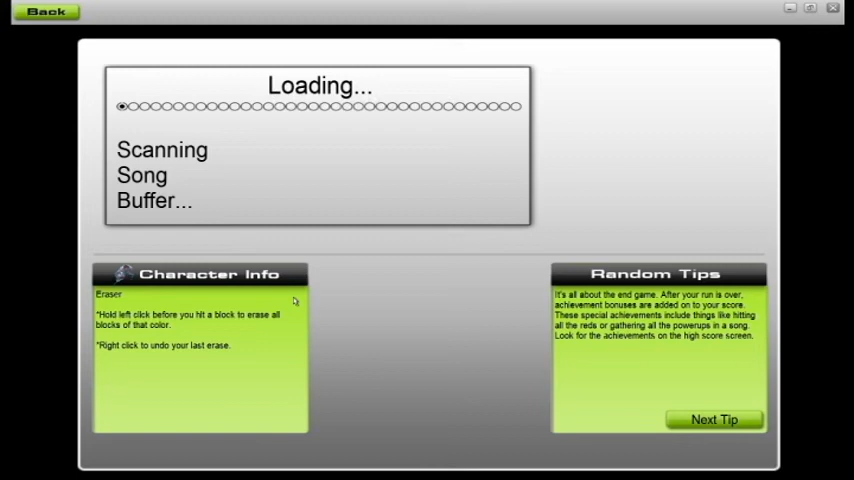 Back
Loading...
Scanning
Song
Buffer...
Character Info
Eraser
*Hold left click before you hit a block to erase all
blocks of that color.
*Right click to undo your last erase.
Random Tips
It's all about the end game. After your run is over,
achievement bonuses are added on to your score.
These special achievements include things like hitting
all the reds or gathering all the powerups in a song.
Look for the achievements on the high score screen.
Next Tip